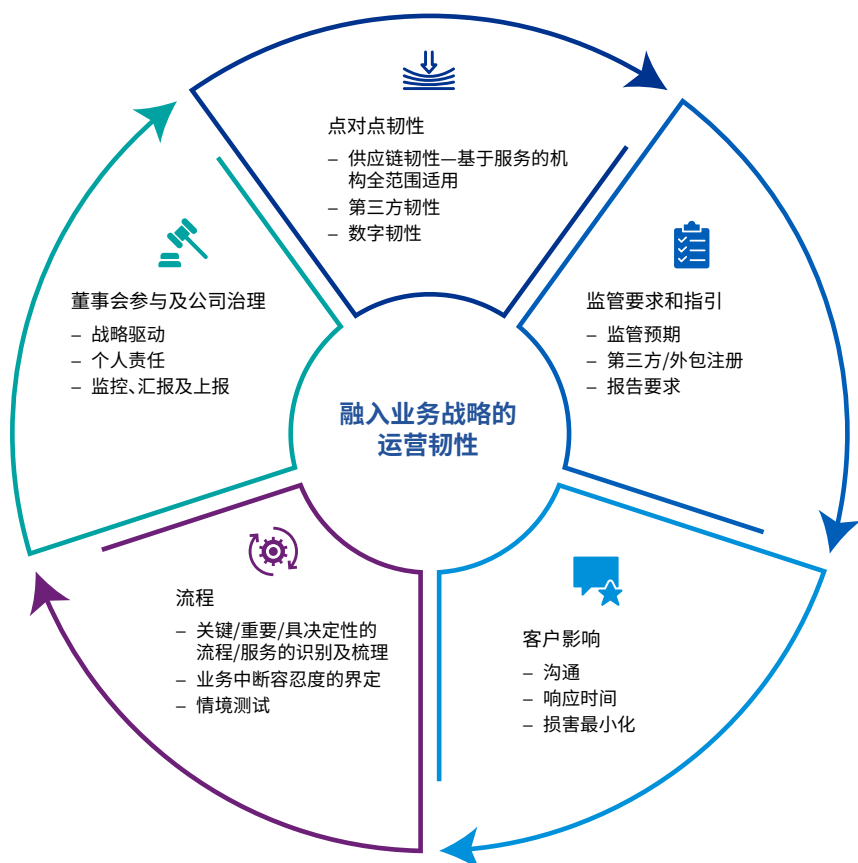 点对点韧性
– 供应链韧性—基于服务的机
构全范围适用
– 第三方韧性
– 数字韧性
监管要求和指引
– 监管预期
– 第三方/外包注册
– 报告要求
客户影响
– 沟通
– 响应时间
– 损害最小化
流程
– 关键/重要/具决定性的
流程/服务的识别及梳理
– 业务中断容忍度的界定
– 情境测试
董事会参与及公司治理
– 战略驱动
– 个人责任
– 监控、汇报及上报
融入业务战略的
运营韧性